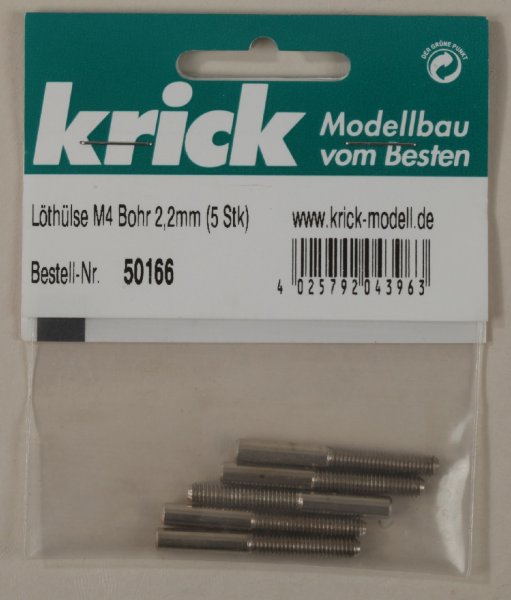 DER GRÜNE PUNKT
krick
Modellbau
vom Besten
Löthülse M4 Bohr 2,2mm (5 Stk)
www.krick-modell.de
Bestell-Nr. 50166
4 025792 043963